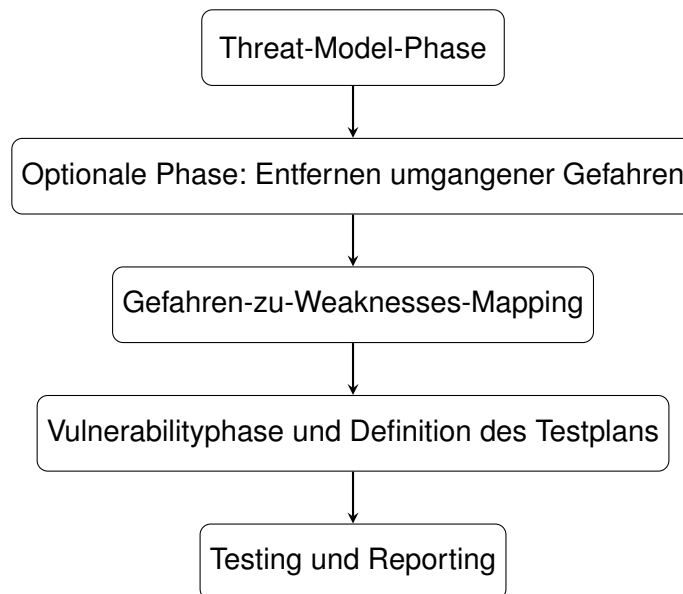 Threat-Model-Phase
Optionale Phase: Entfernen umgangener Gefahren
Gefahren-zu-Weaknesses-Mapping
Vulnerabilityphase und Definition des Testplans
Testing und Reporting